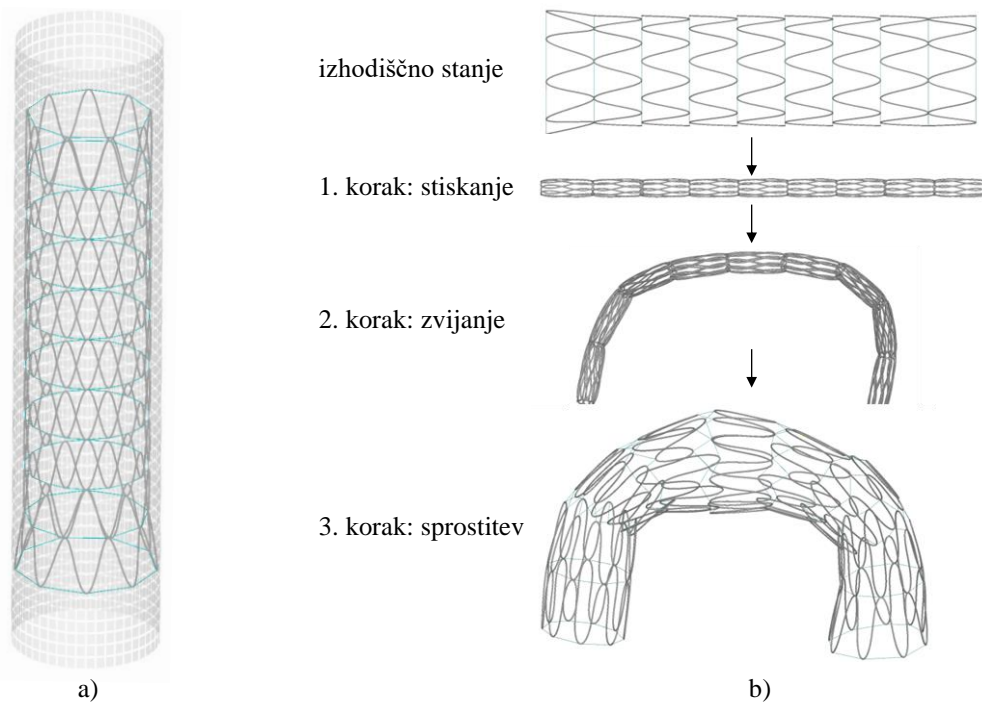 izhodiščno stanje
1. korak: stiskanje
2. korak: zvijanje
3. korak: sprostitev
a)
b)